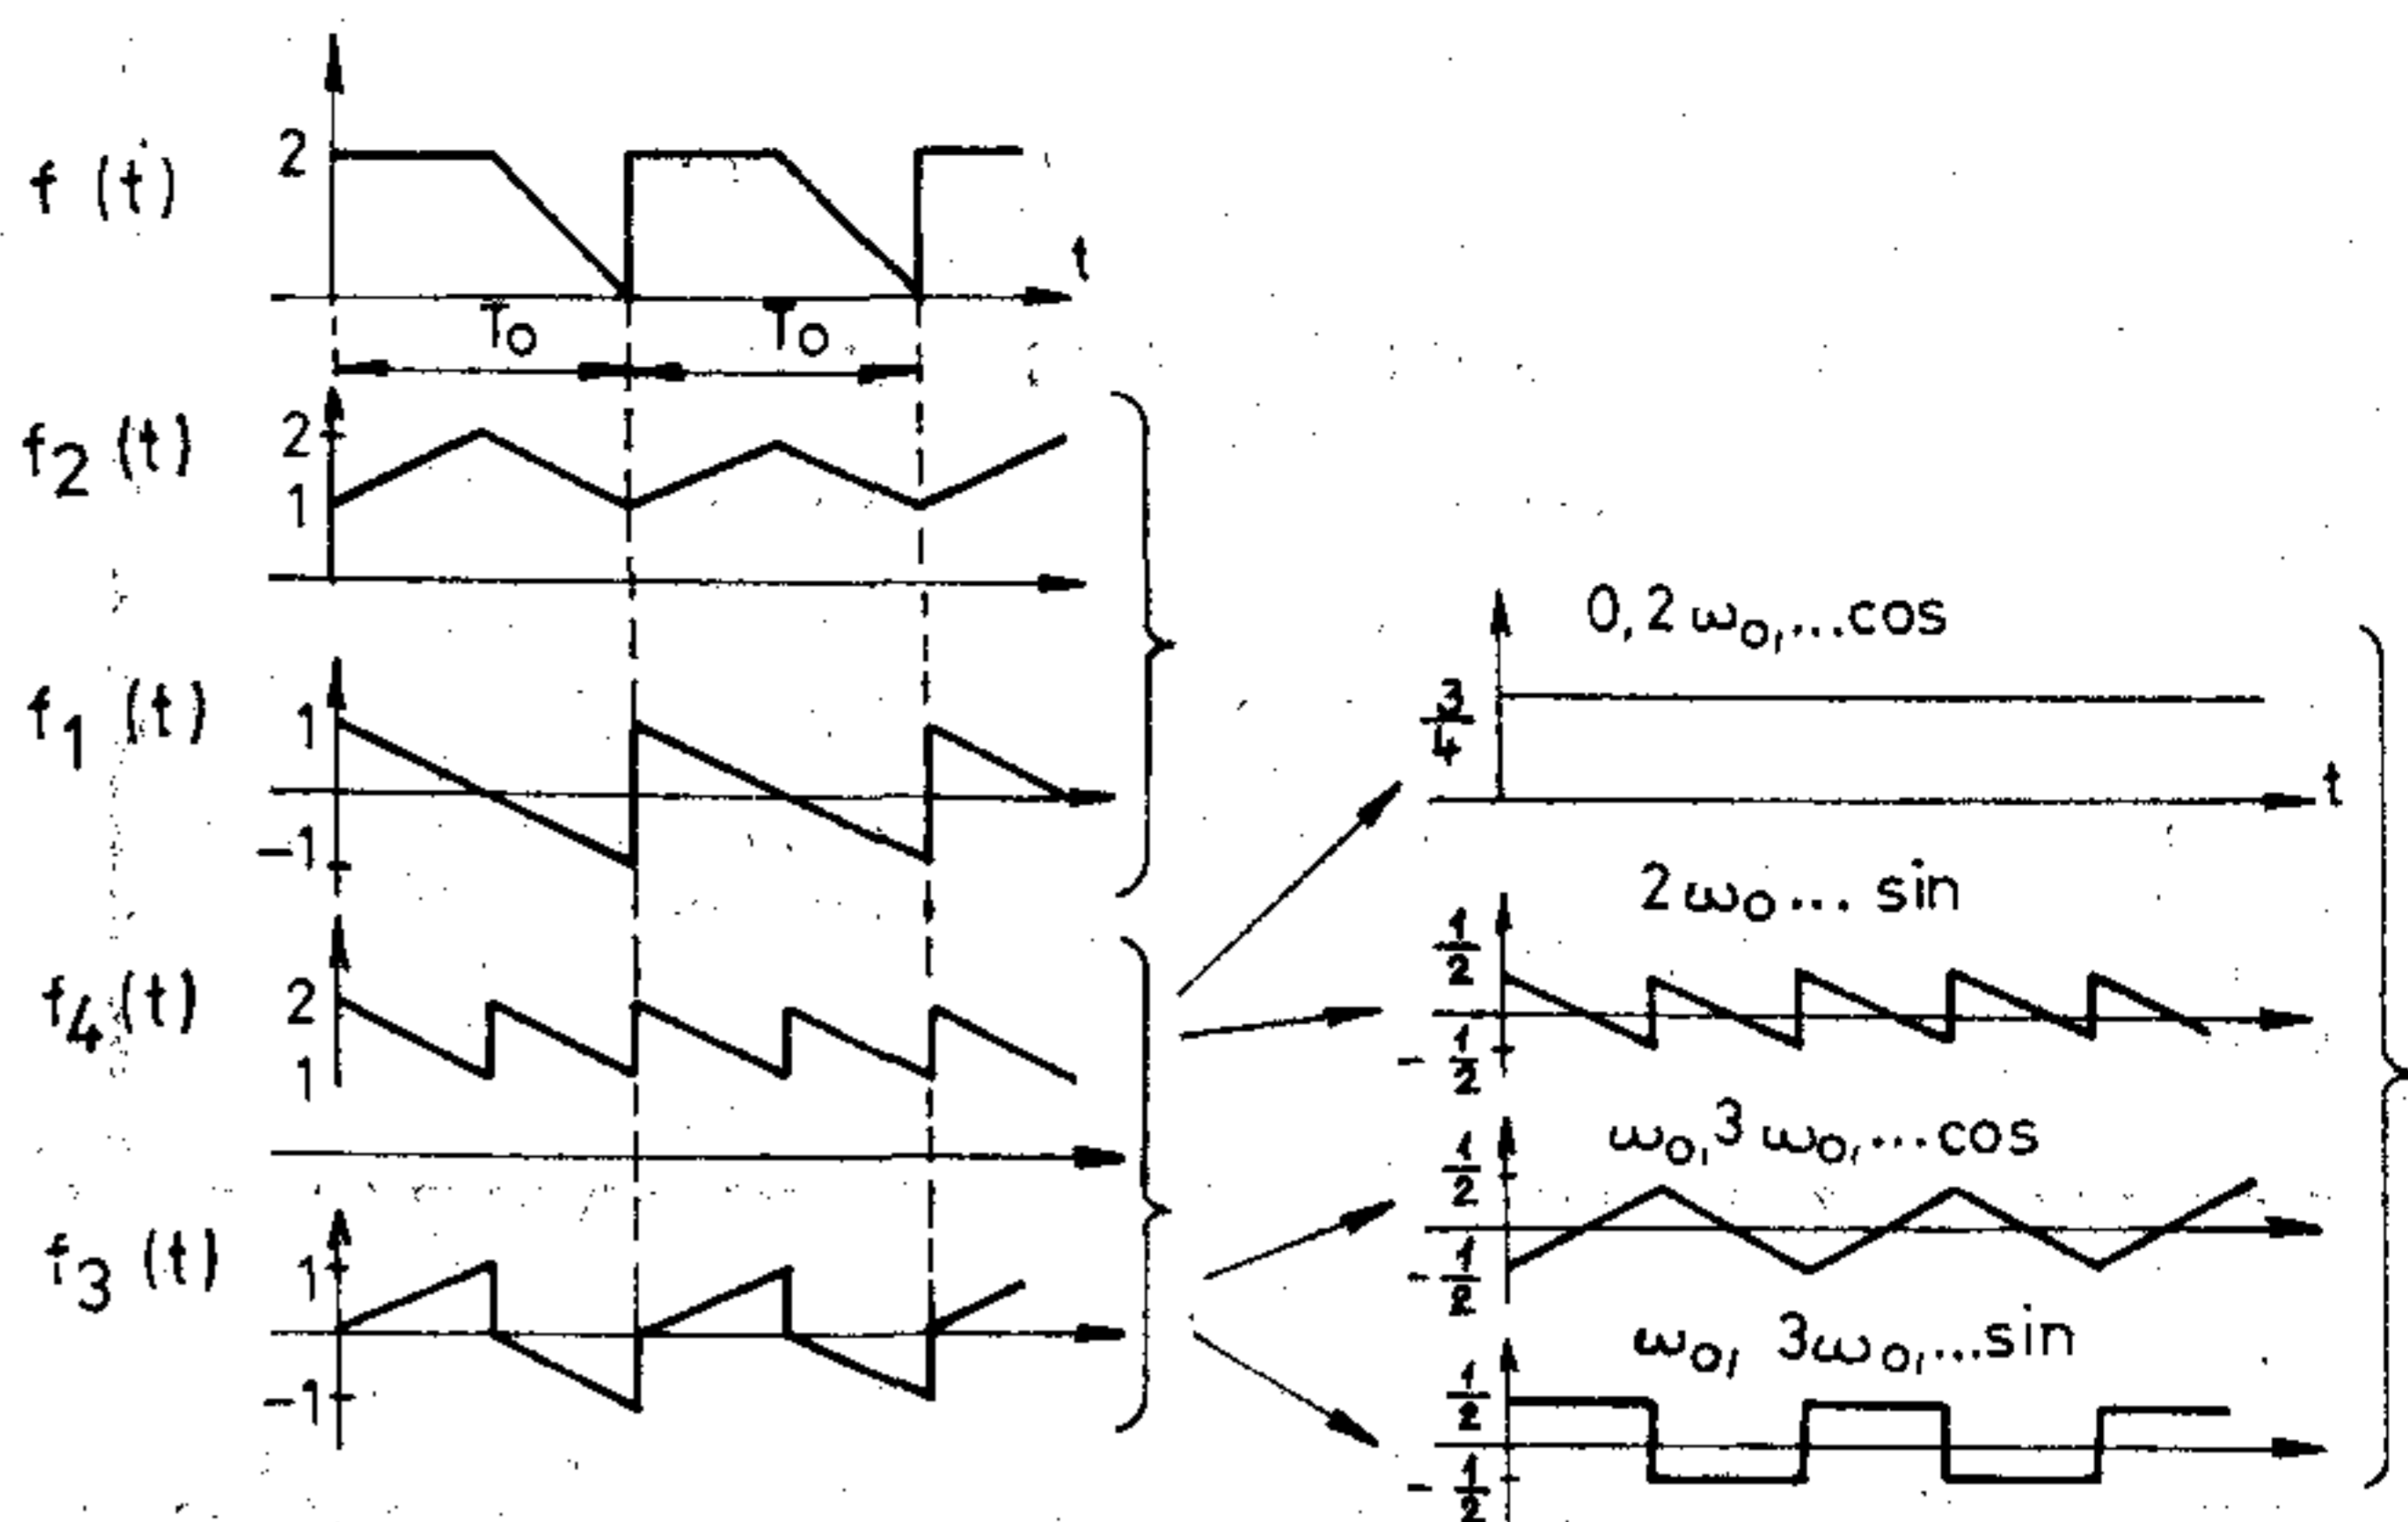 f (t)
2
t
T₀ T₀
f₂ (t)
2
1
f₁ (t)
1
-1
f₄ (t)
2
1
f₃ (t)
1
-1
0, 2 ω₀, ... cos
3/4
t
2 ω₀ ... sin
1/2
- 1/2
ω₀, 3 ω₀, ... cos
1/2
- 1/2
ω₀, 3 ω₀, ... sin
1/2
- 1/2